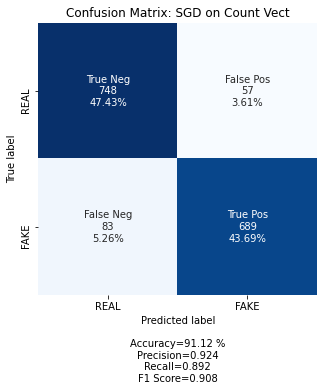 Confusion Matrix: SGD on Count Vect
True Neg
748
47.43%
False Pos
57
3.61%
REAL
True label
False Neg
83
5.26%
True Pos
689
43.69%
FAKE
REAL
FAKE
Predicted label
Accuracy=91.12 %
Precision=0.924
Recall=0.892
F1 Score=0.908